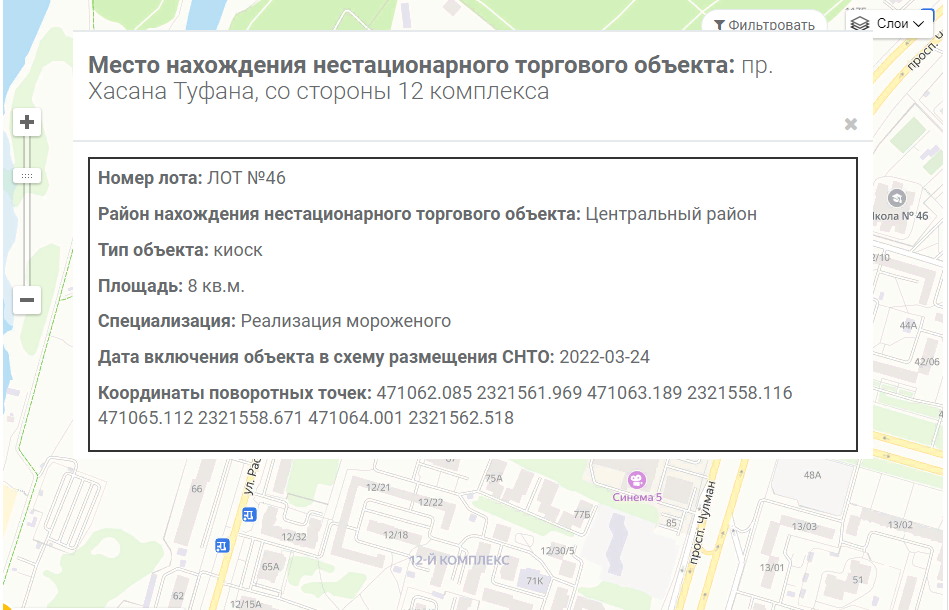 Фильтровать
Слои
просп. Ч
Место нахождения нестационарного торгового объекта: пр.
Хасана Туфана, со стороны 12 комплекса
Номер лота: ЛОТ №46
Район нахождения нестационарного торгового объекта: Центральный район
Тип объекта: киоск
Площадь: 8 кв.м.
Специализация: Реализация мороженого
Дата включения объекта в схему размещения СНТО: 2022-03-24
Координаты поворотных точек: 471062.085 2321561.969 471063.189 2321558.116
471065.112 2321558.671 471064.001 2321562.518
кола № 46
2/10
44А
42/06
ул. Рас
66
12/21
12/22
75А
Синема 5
77Б
85
просп. Чулман
48А
13/03
13/02
12/32
12/18
12-Й КОМПЛЕКС
12/30/5
65А
71К
13/01
51
62
12/15А